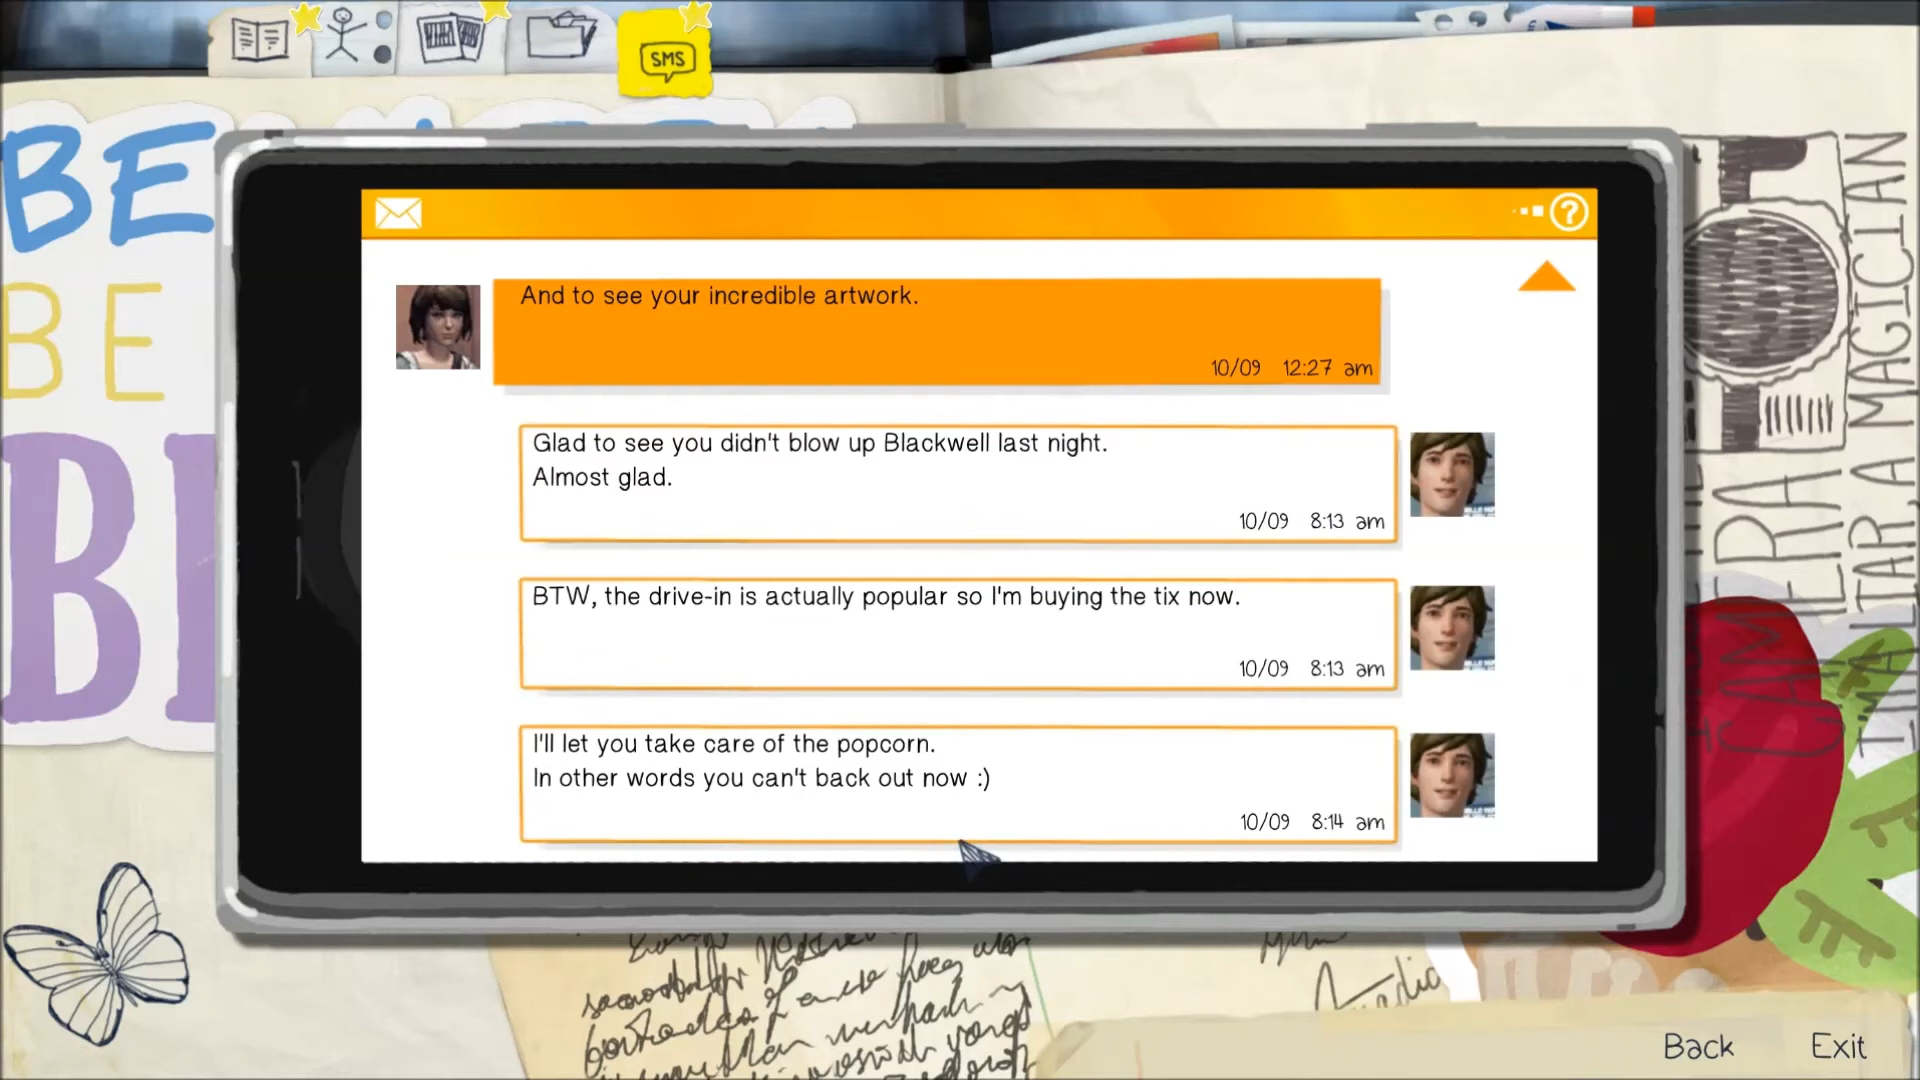 SMS
BE
BE
And to see your incredible artwork.
10/09 12:27 am
Glad to see you didn't blow up Blackwell last night.
Almost glad.
10/09 8:13 am
BTW, the drive-in is actually popular so I'm buying the tix now.
10/09 8:13 am
I'll let you take care of the popcorn.
In other words you can't back out now :)
10/09 8:14 am
CAMERA
MAGICIAN
Back
Exit